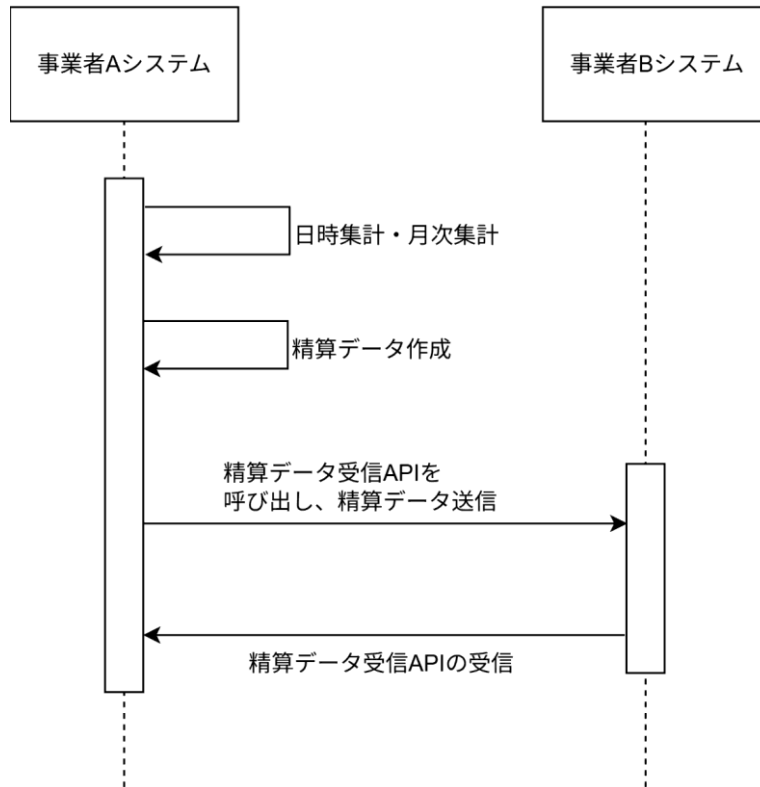 事業者Aシステム
事業者Bシステム
日時集計・月次集計
精算データ作成
精算データ受信APIを
呼び出し、精算データ送信
精算データ受信APIの受信